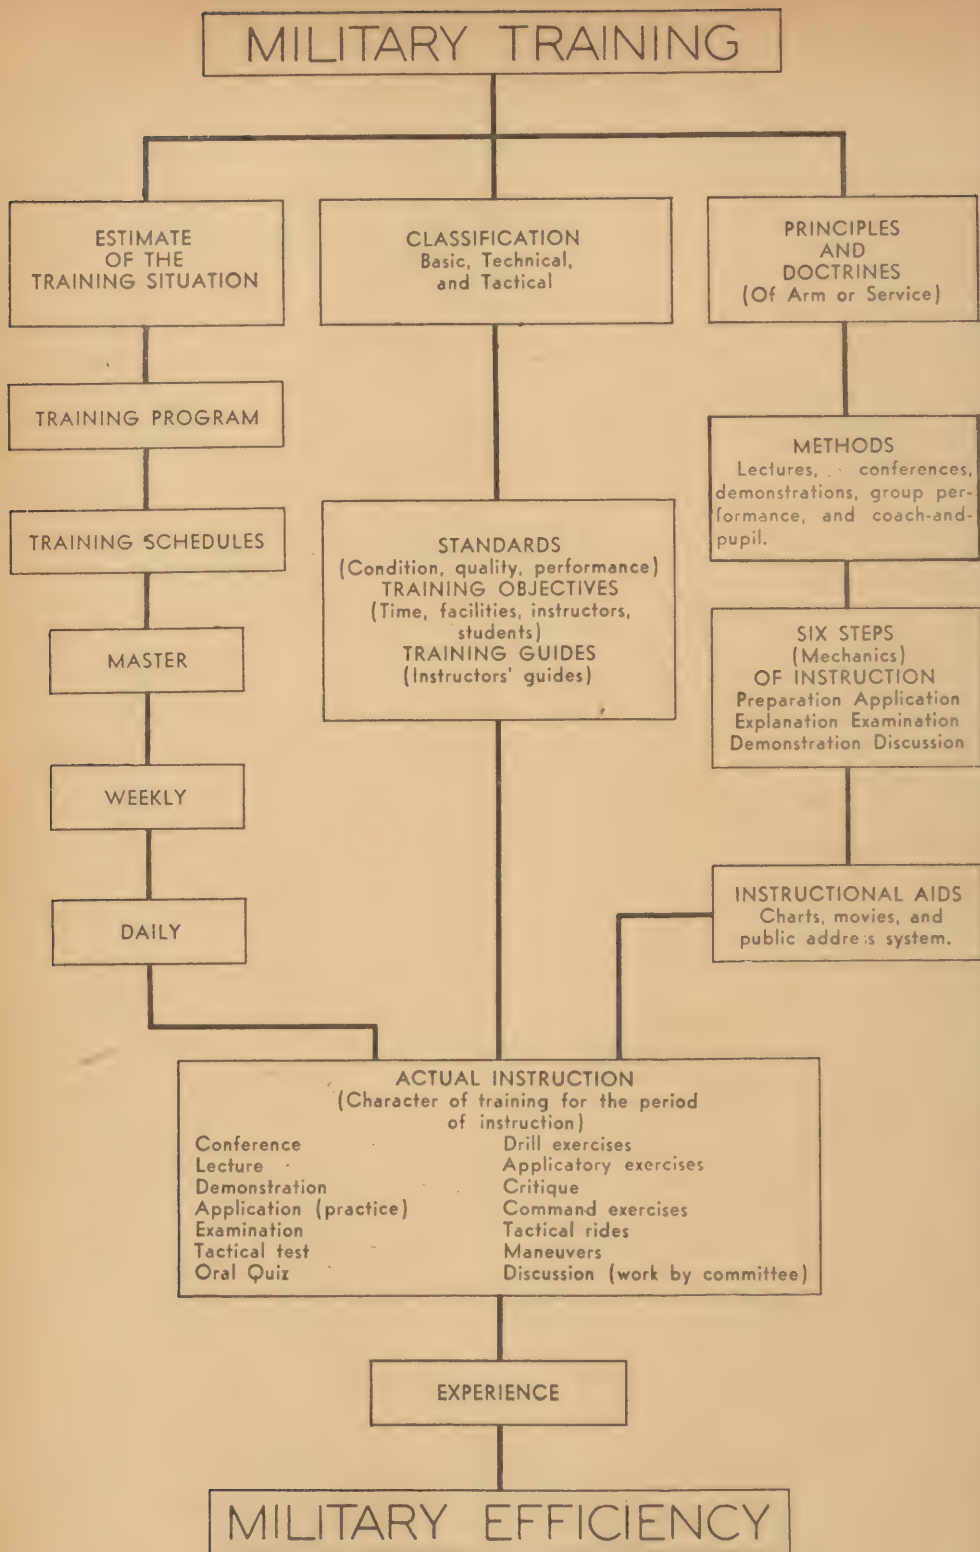 MILITARY TRAINING
ESTIMATE
OF THE
TRAINING SITUATION
TRAINING PROGRAM
TRAINING SCHEDULES
MASTER
WEEKLY
DAILY
CLASSIFICATION
Basic, Technical,
and Tactical
STANDARDS
(Condition, quality, performance)
TRAINING OBJECTIVES
(Time, facilities, instructors,
students)
TRAINING GUIDES
(Instructors' guides)
PRINCIPLES
AND
DOCTRINES
(Of Arm or Service)
METHODS
Lectures, conferences,
demonstrations, group per-
formance, and coach-and-
pupil.
SIX STEPS
(Mechanics)
OF INSTRUCTION
Preparation Application
Explanation Examination
Demonstration Discussion
INSTRUCTIONAL AIDS
Charts, movies, and
public address system.
ACTUAL INSTRUCTION
(Character of training for the period
of instruction)
Conference
Lecture
Demonstration
Application (practice)
Examination
Tactical test
Oral Quiz
Drill exercises
Applicatory exercises
Critique
Command exercises
Tactical rides
Maneuvers
Discussion (work by committee)
EXPERIENCE
MILITARY EFFICIENCY